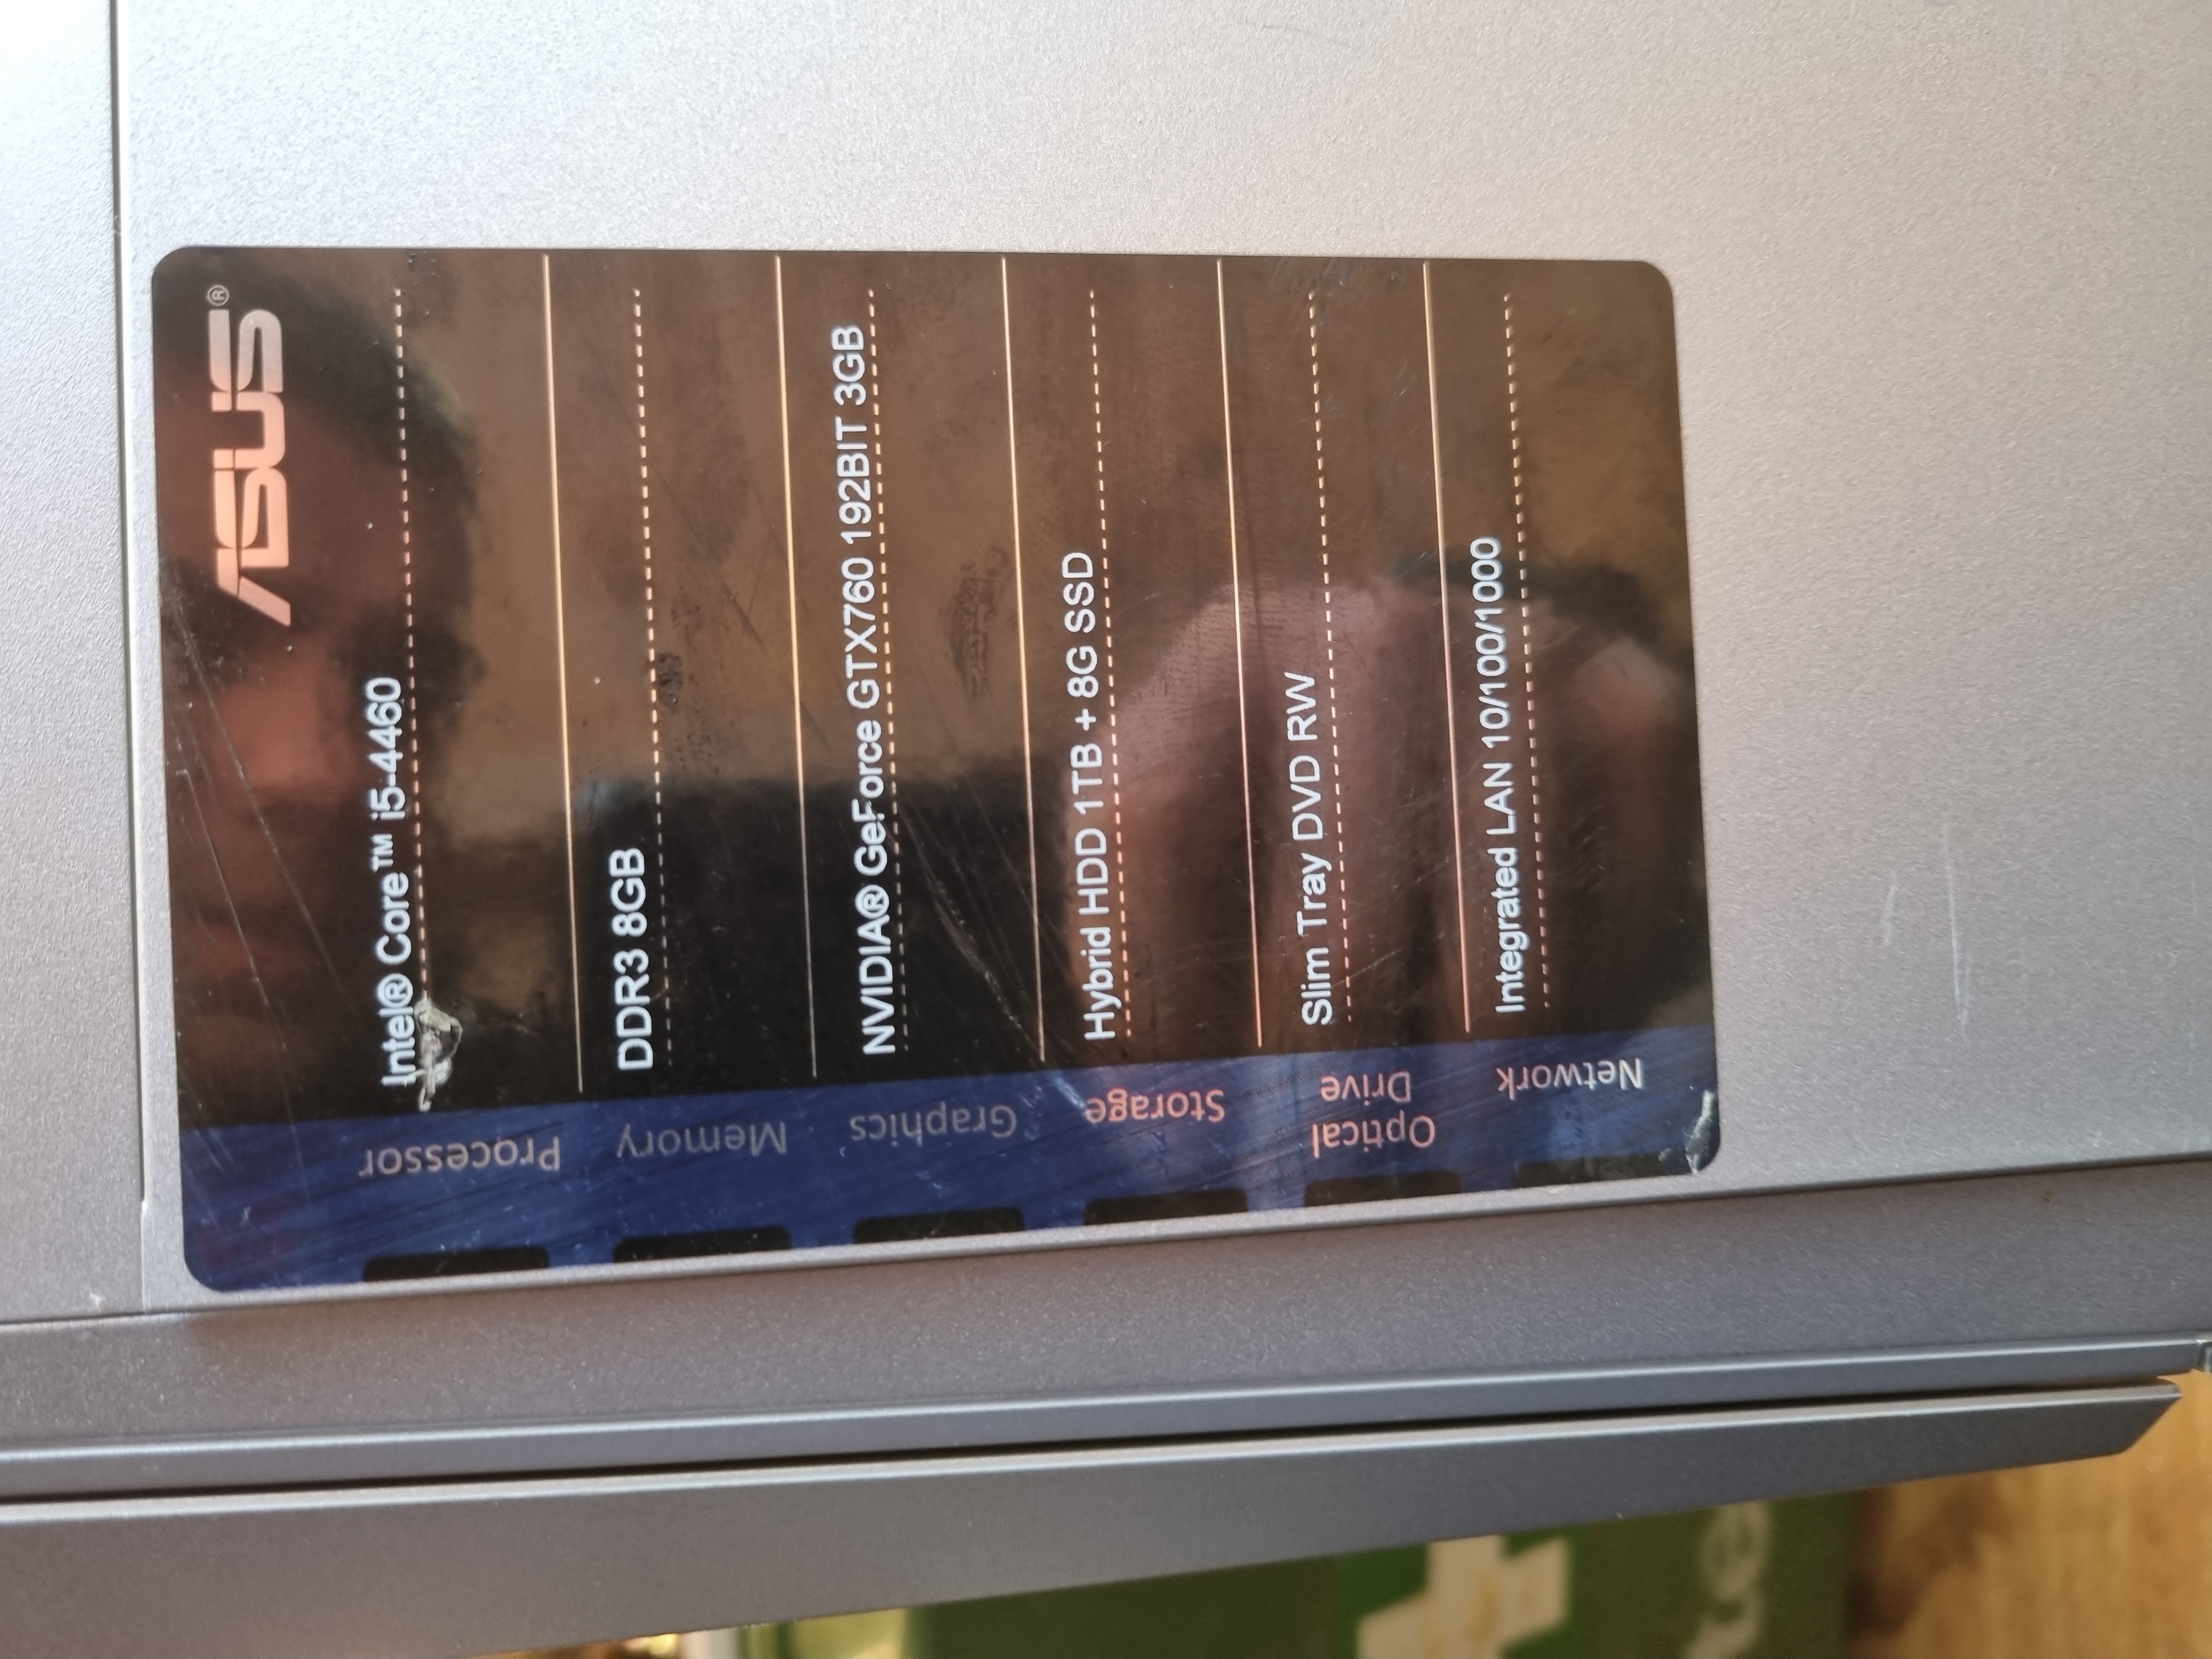 ASUS®
Processor
Intel® Core™ i5-4460
Memory
DDR3 8GB
Graphics
NVIDIA® GeForce GTX760 192BIT 3GB
Storage
Hybrid HDD 1TB + 8G SSD
Optical
Drive
Slim Tray DVD RW
Network
Integrated LAN 10/100/1000